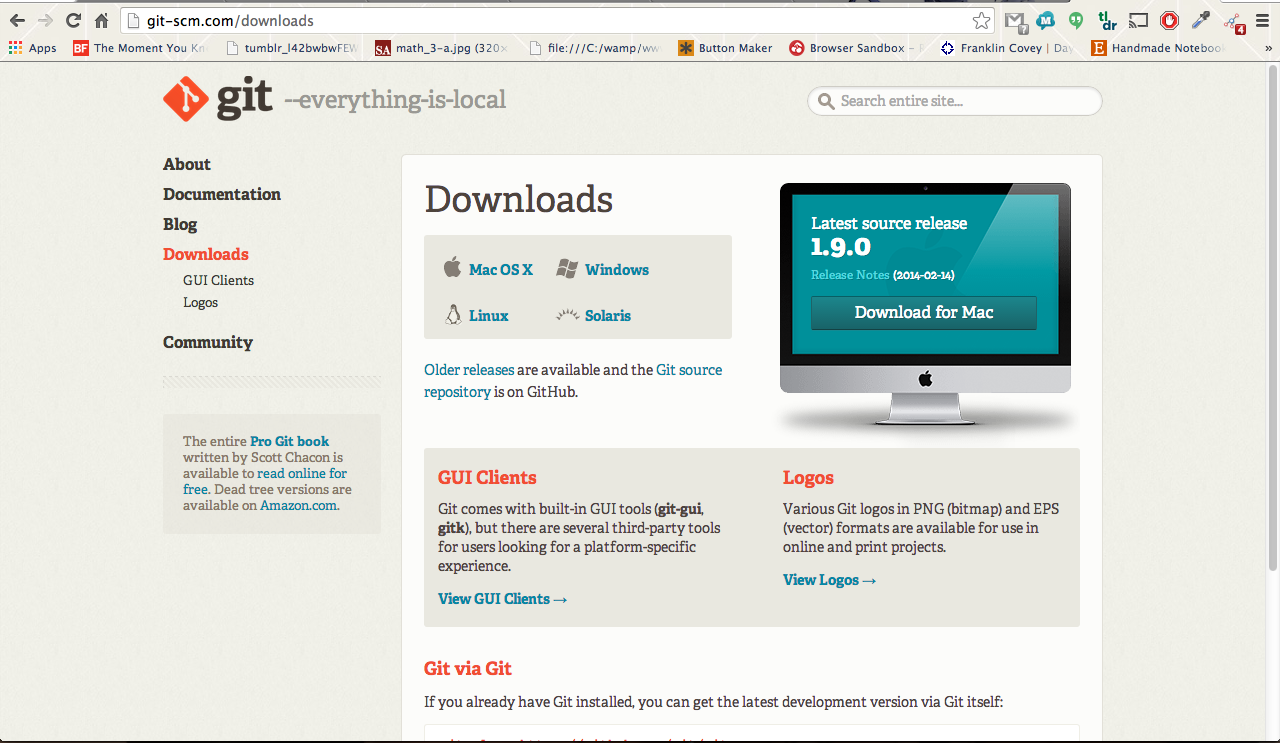 git-scm.com/downloads
7
tl;dr
4
Apps
BF The Moment You Kn
tumblr_l42bwbwFEW
SA math_3-a.jpg (320×
file:///C:/wamp/ww
Button Maker
Browser Sandbox –
Franklin Covey | Day
E Handmade Notebook
»
git --everything-is-local
Search entire site...
About
Documentation
Blog
Downloads
GUI Clients
Logos
Community
The entire Pro Git book
written by Scott Chacon is
available to read online for
free. Dead tree versions are
available on Amazon.com.
Downloads
Mac OS X
Windows
Linux
Solaris
Older releases are available and the Git source
repository is on GitHub.
Latest source release
1.9.0
Release Notes (2014-02-14)
Download for Mac
GUI Clients
Git comes with built-in GUI tools (git-gui,
gitk), but there are several third-party tools
for users looking for a platform-specific
experience.
View GUI Clients →
Logos
Various Git logos in PNG (bitmap) and EPS
(vector) formats are available for use in
online and print projects.
View Logos →
Git via Git
If you already have Git installed, you can get the latest development version via Git itself: